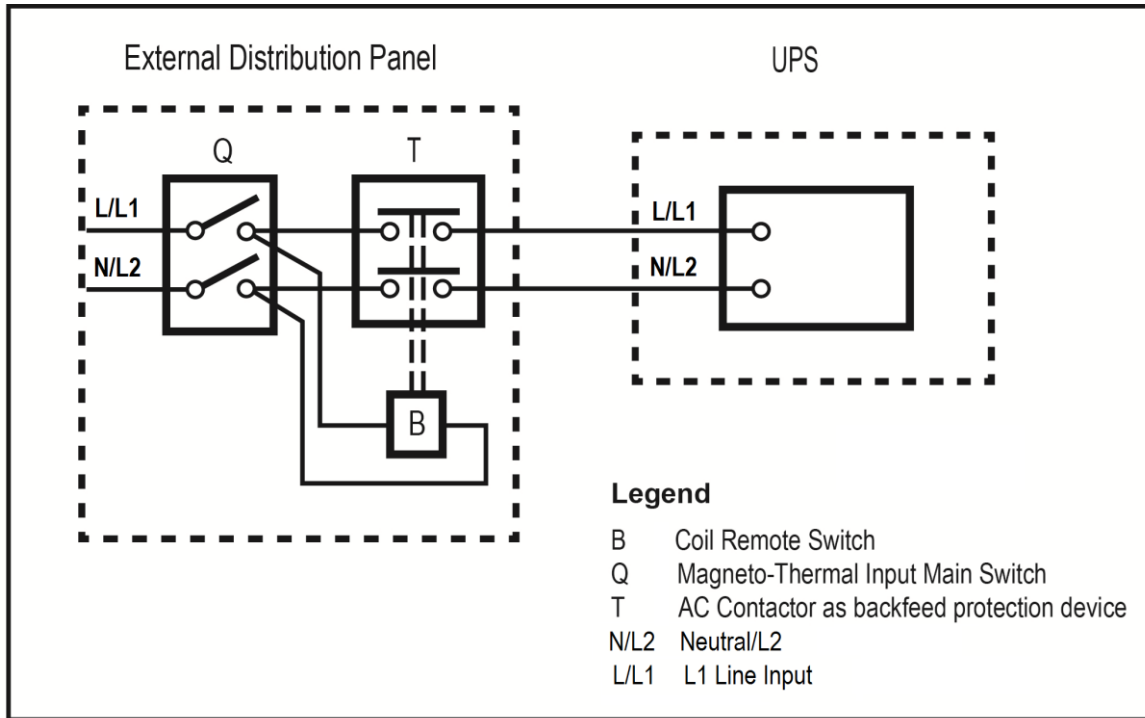 External Distribution Panel
UPS
Q
T
L/L1
N/L2
L/L1
N/L2
B
Legend
B Coil Remote Switch
Q Magneto-Thermal Input Main Switch
T AC Contactor as backfeed protection device
N/L2 Neutral/L2
L/L1 L1 Line Input